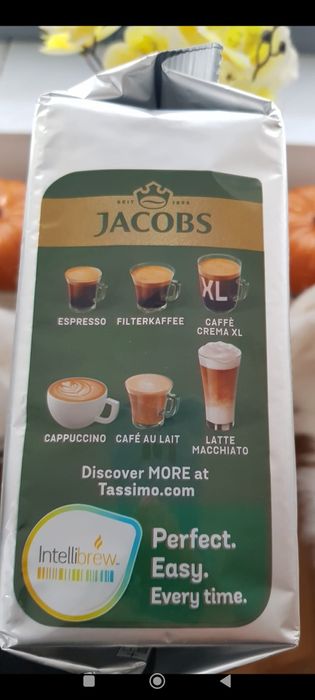 SEIT 1895
JACOBS
XL
ESPRESSO
FILTERKAFFEE
CAFFÈ
CREMA XL
CAPPUCCINO
CAFÉ AU LAIT
LATTE
MACCHIATO
Discover MORE at
Tassimo.com
Intellibrew
Perfect.
Easy.
Every time.